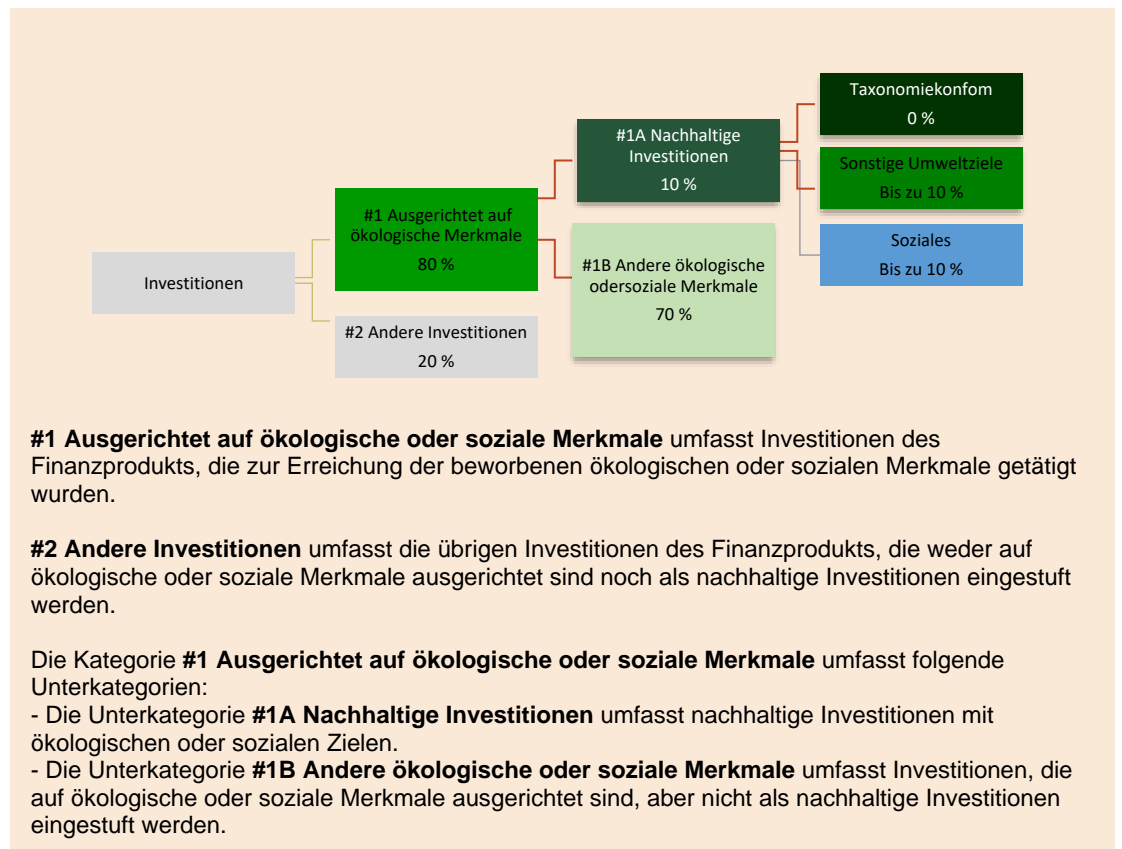 Investitionen
#1 Ausgerichtet auf
ökologische Merkmale
80 %
#2 Andere Investitionen
20 %
#1A Nachhaltige
Investitionen
10 %
#1B Andere ökologische
odersoziale Merkmale
70 %
Taxonomiekonfom
0 %
Sonstige Umweltziele
Bis zu 10 %
Soziales
Bis zu 10 %
#1 Ausgerichtet auf ökologische oder soziale Merkmale umfasst Investitionen des
Finanzprodukts, die zur Erreichung der beworbenen ökologischen oder sozialen Merkmale getätigt
wurden.
#2 Andere Investitionen umfasst die übrigen Investitionen des Finanzprodukts, die weder auf
ökologische oder soziale Merkmale ausgerichtet sind noch als nachhaltige Investitionen eingestuft
werden.
Die Kategorie #1 Ausgerichtet auf ökologische oder soziale Merkmale umfasst folgende
Unterkategorien:
- Die Unterkategorie #1A Nachhaltige Investitionen umfasst nachhaltige Investitionen mit
ökologischen oder sozialen Zielen.
- Die Unterkategorie #1B Andere ökologische oder soziale Merkmale umfasst Investitionen, die
auf ökologische oder soziale Merkmale ausgerichtet sind, aber nicht als nachhaltige Investitionen
eingestuft werden.